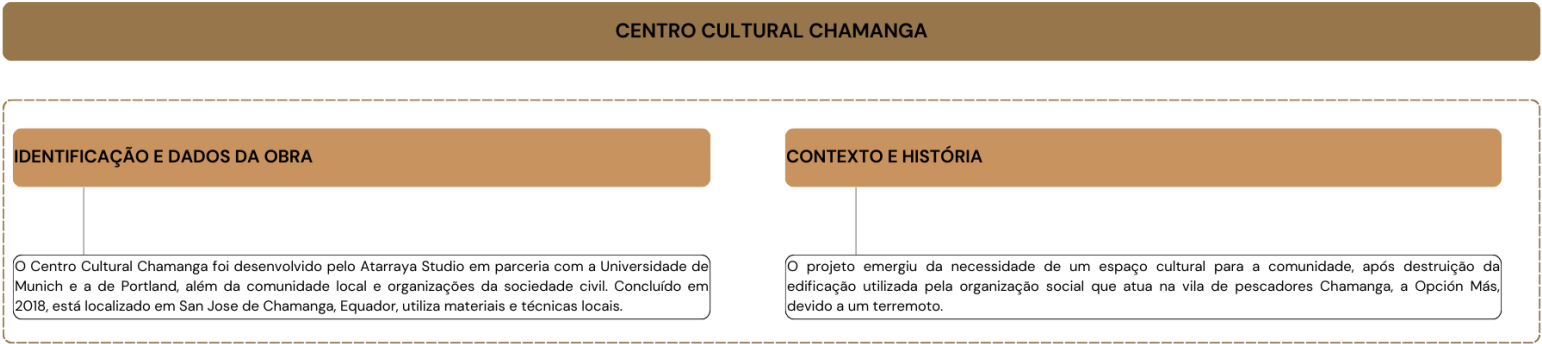 CENTRO CULTURAL CHAMANGA
IDENTIFICAÇÃO E DADOS DA OBRA
O Centro Cultural Chamanga foi desenvolvido pelo Atarraya Studio em parceria com a Universidade de
Munich e a de Portland, além da comunidade local e organizações da sociedade civil. Concluído em
2018, está localizado em San Jose de Chamanga, Equador, utiliza materiais e técnicas locais.
CONTEXTO E HISTÓRIA
O projeto emergiu da necessidade de um espaço cultural para a comunidade, após destruição da
edificação utilizada pela organização social que atua na vila de pescadores Chamanga, a Opción Más,
devido a um terremoto.